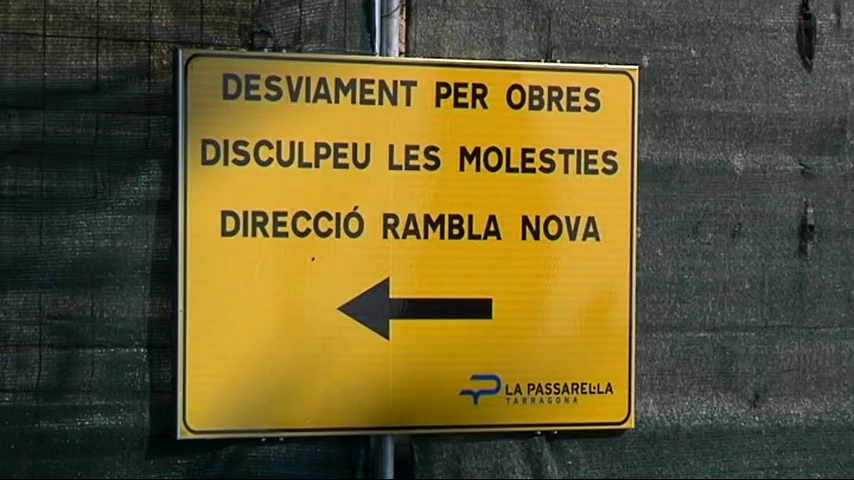 DESVIAMENT PER OBRES
DISCULPEU LES MOLESTIES
DIRECCIÓ RAMBLA NOVA
LA PASSAREL·LA
TARRAGONA